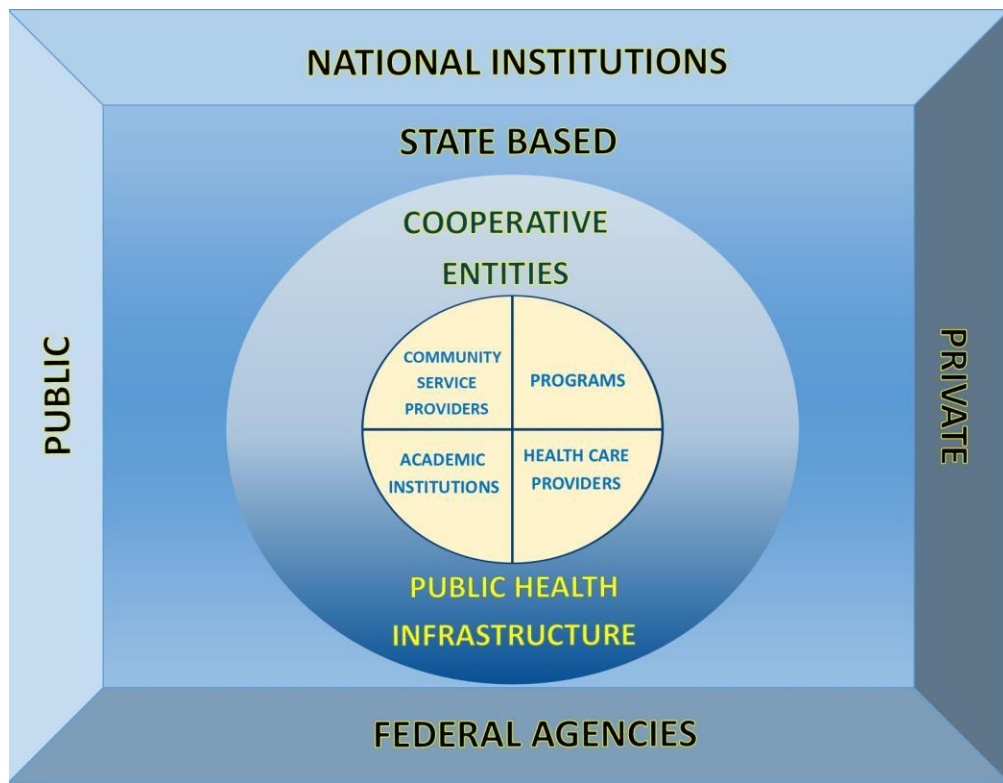 NATIONAL INSTITUTIONS
STATE BASED
COOPERATIVE
ENTITIES
PUBLIC
COMMUNITY
SERVICE
PROVIDERS
PROGRAMS
ACADEMIC
INSTITUTIONS
HEALTH CARE
PROVIDERS
PRIVATE
PUBLIC HEALTH
INFRASTRUCTURE
FEDERAL AGENCIES